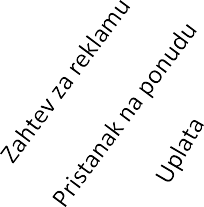 Zahtev za reklamu
Pristanak na ponudu
Uplata